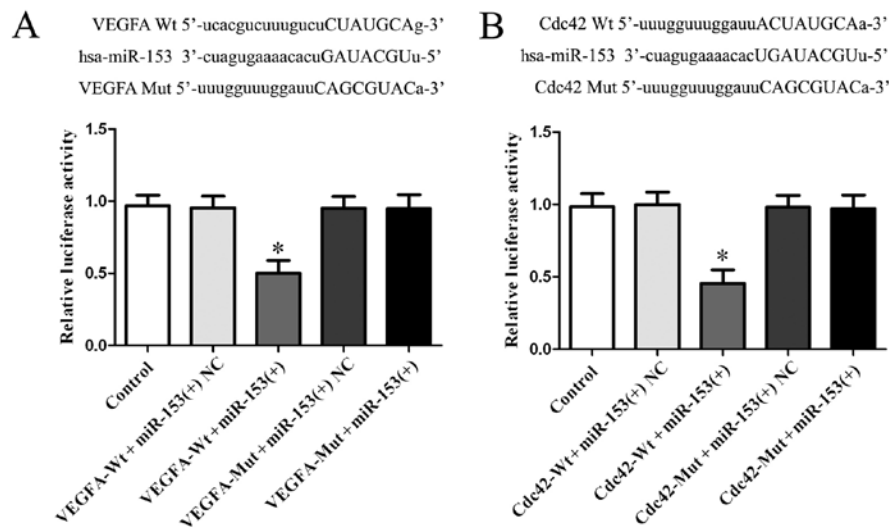 A
VEGFA Wt 5’-ucacgucuuugucuCUAUGCAg-3’
hsa-miR-153 3’-cuagugaaaacacuGAUACGUu-5’
VEGFA Mut 5’-uuugguuuggauuCAGCGUACa-3’
Relative luciferase activity
1.5
1.0
0.5
0.0
*
Control
VEGFA-Wt + miR-153(+) NC
VEGFA-Wt + miR-153(+)
VEGFA-Mut + miR-153(+) NC
VEGFA-Mut + miR-153(+)
B
Cdc42 Wt 5’-uuugguuuggauuACUAUGCAa-3’
hsa-miR-153 3’-cuagugaaaacacUGAUACGUu-5’
Cdc42 Mut 5’-uuugguuuggauuCAGCGUACa-3’
Relative luciferase activity
1.5
1.0
0.5
0.0
*
Control
Cdc42-Wt + miR-153(+) NC
Cdc42-Wt + miR-153(+)
Cdc42-Mut + miR-153(+) NC
Cdc42-Mut + miR-153(+)